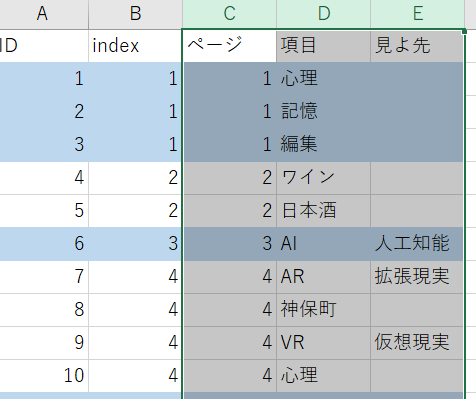 A B C D E
ID index ページ 項目 見よ先
1 1 1 心理
2 1 1 記憶
3 1 1 編集
4 2 2 ワイン
5 2 2 日本酒
6 3 3 AI 人工知能
7 4 4 AR 拡張現実
8 4 4 神保町
9 4 4 VR 仮想現実
10 4 4 心理